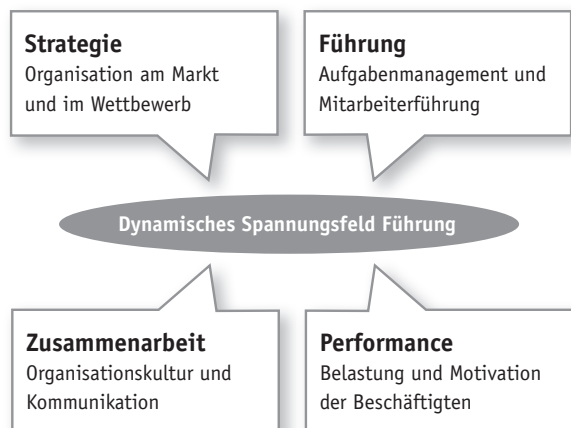 Strategie
Organisation am Markt
und im Wettbewerb
Führung
Aufgabenmanagement und
Mitarbeiterführung
Dynamisches Spannungsfeld Führung
Zusammenarbeit
Organisationskultur und
Kommunikation
Performance
Belastung und Motivation
der Beschäftigten